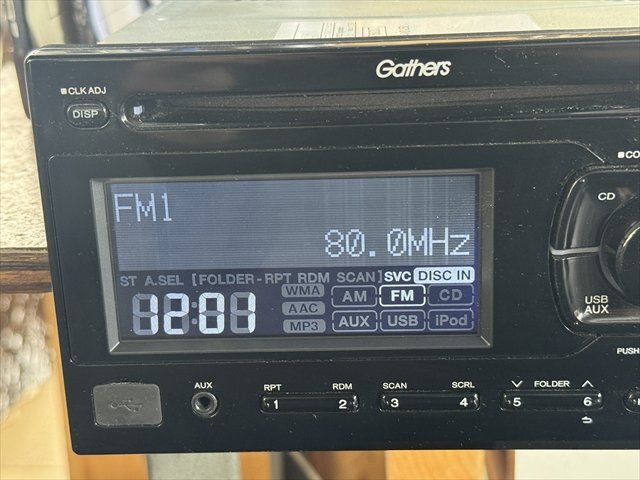 Gathers
CLK ADJ
DISP
CD
FM1
80.0MHz
ST A.SEL [FOLDER-RPT RDM SCAN] SVC DISC IN
WMA
AAC
MP3
AM FM CD
AUX USB iPod
12:01
USB
AUX
PUSH
AUX
RPT RDM
1 2
SCAN SCRL
3 4
FOLDER
5 6